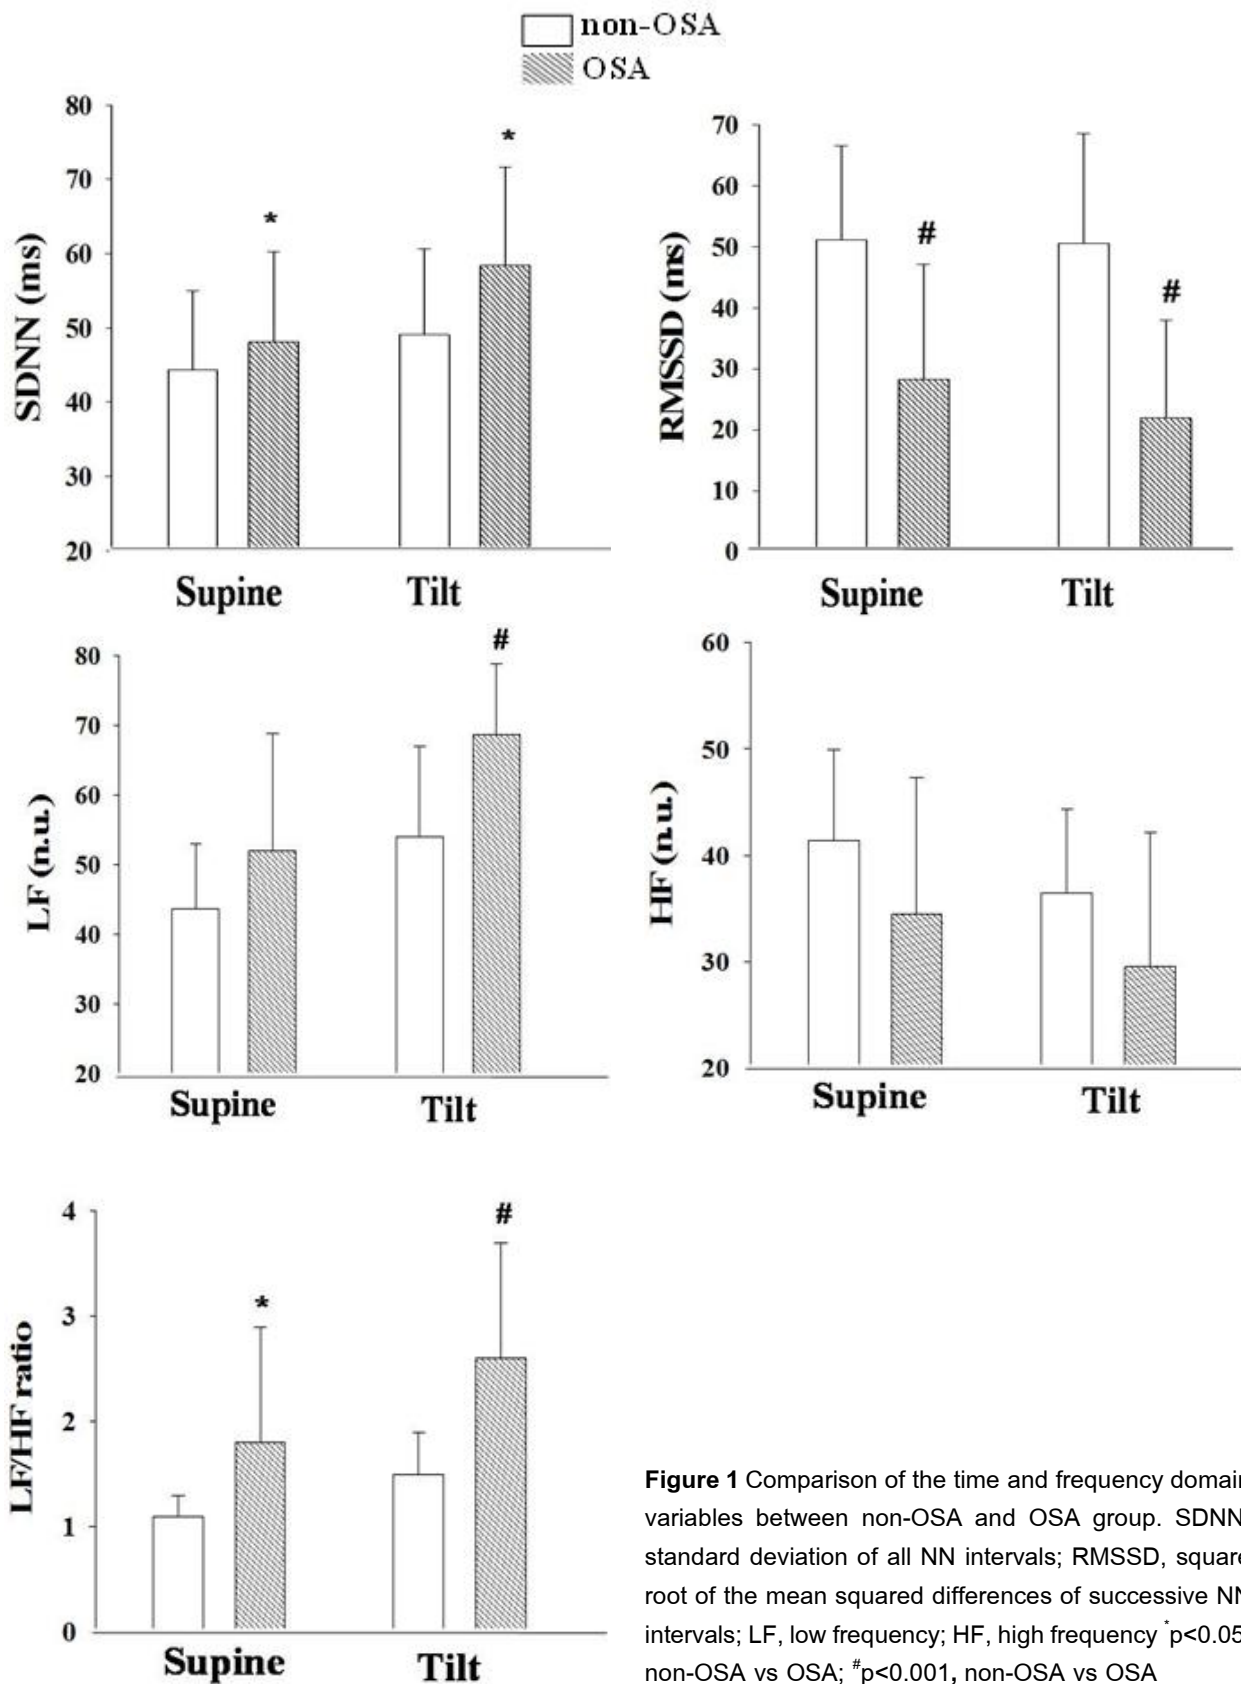 non-OSA
OSA
80
70
60
50
40
30
20
SDNN (ms)
*
*
Supine
Tilt
70
60
50
40
30
20
10
0
RMSSD (ms)
#
#
Supine
Tilt
80
70
60
50
40
30
20
LF (n.u.)
#
Supine
Tilt
60
50
40
30
20
HF (n.u.)
Supine
Tilt
4
3
2
1
0
LF/HF ratio
*
#
Supine
Tilt
Figure 1 Comparison of the time and frequency domain
variables between non-OSA and OSA group. SDNN
standard deviation of all NN intervals; RMSSD, square
root of the mean squared differences of successive NN
intervals; LF, low frequency; HF, high frequency *p<0.05
non-OSA vs OSA; #p<0.001, non-OSA vs OSA